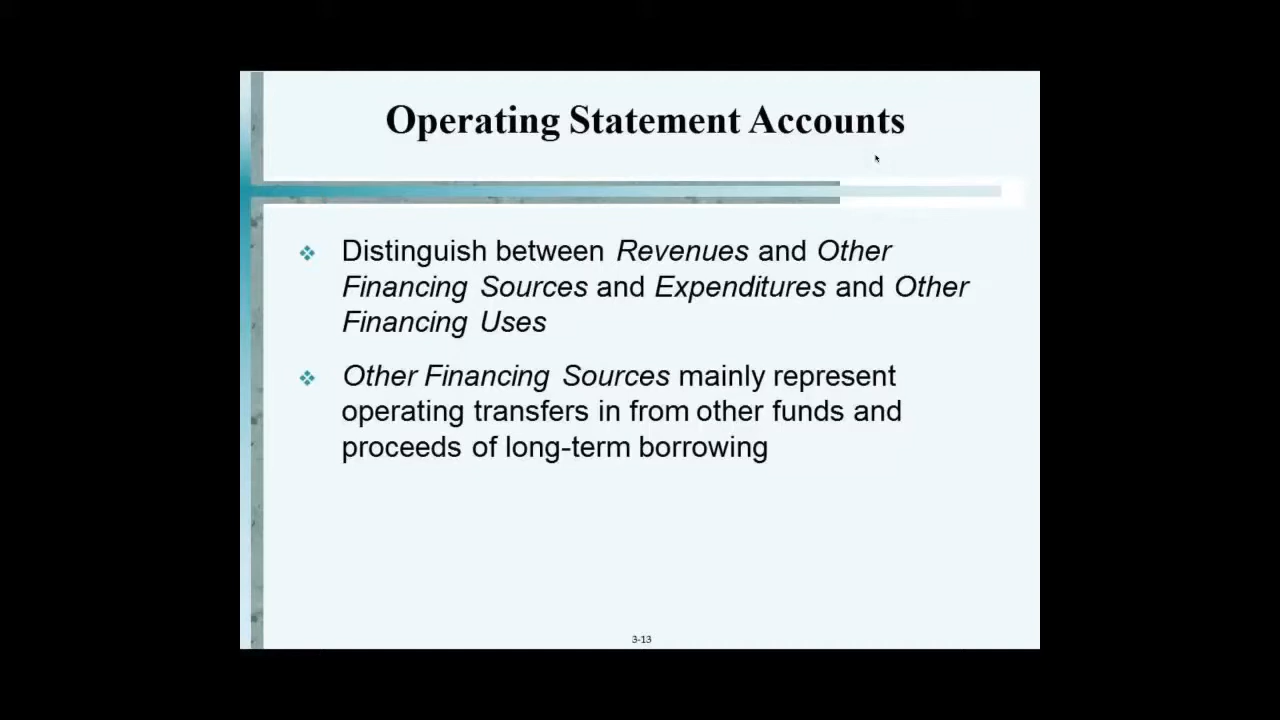 Operating Statement Accounts
Distinguish between Revenues and Other
Financing Sources and Expenditures and Other
Financing Uses
Other Financing Sources mainly represent
operating transfers in from other funds and
proceeds of long-term borrowing
3-13